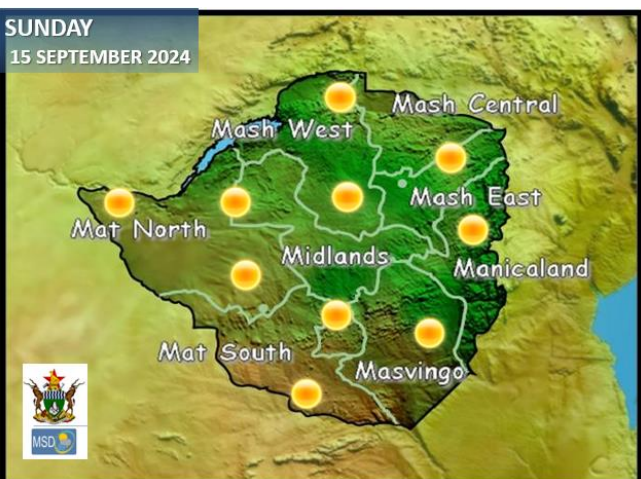 SUNDAY
15 SEPTEMBER 2024
Mash Central
Mash West
Mash East
Mat North
Midlands
Manicaland
Mat South
Masvingo
MSD